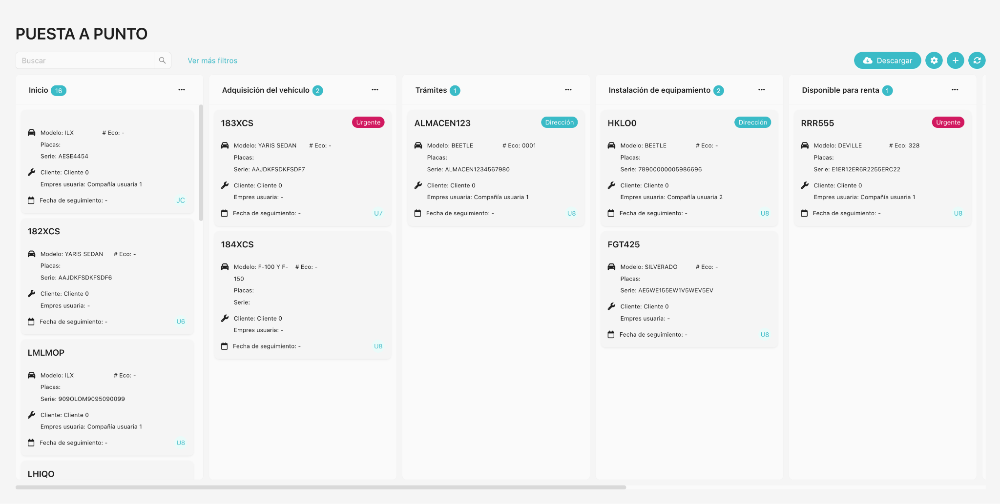 PUESTA A PUNTO
Buscar
Ver más filtros
Descargar
Inicio 16
Modelo: ILX # Eco: -
Placas:
Serie: AESE4454
Cliente: Cliente 0
Empres usuaria: Compañía usuaria 1
Fecha de seguimiento: - JC
182XCS
Modelo: YARIS SEDAN # Eco: -
Placas:
Serie: AAJDKFSDKFSDF6
Cliente: Cliente 0
Empres usuaria: -
Fecha de seguimiento: - U6
LMLMOP
Modelo: ILX # Eco: -
Placas:
Serie: 909OLOM9095090099
Cliente: Cliente 0
Empres usuaria: Compañía usuaria 1
Fecha de seguimiento: - U8
LHIQO
Adquisición del vehículo 2
183XCS Urgente
Modelo: YARIS SEDAN # Eco: -
Placas:
Serie: AAJDKFSDKFSDF7
Cliente: Cliente 0
Empres usuaria: -
Fecha de seguimiento: - U7
184XCS
Modelo: F-100 Y F- # Eco: -
150
Placas:
Serie:
Cliente: Cliente 0
Empres usuaria: -
Fecha de seguimiento: - U8
Trámites 1
ALMACEN123 Dirección
Modelo: BEETLE # Eco: 0001
Placas:
Serie: ALMACEN1234567980
Cliente: Cliente 0
Empres usuaria: Compañía usuaria 1
Fecha de seguimiento: - U8
Instalación de equipamiento 2
HKLO0 Dirección
Modelo: BEETLE # Eco: -
Placas:
Serie: 78900000005986696
Cliente: Cliente 0
Empres usuaria: Compañía usuaria 2
Fecha de seguimiento: - U8
FGT425
Modelo: SILVERADO # Eco: -
Placas:
Serie: AE5WE155EW1V5WEV5EV
Cliente: Cliente 0
Empres usuaria: -
Fecha de seguimiento: - U8
Disponible para renta 1
RRR555 Urgente
Modelo: DEVILLE # Eco: 328
Placas:
Serie: E1ER12ER6R2255ERC22
Cliente: Cliente 0
Empres usuaria: Compañía usuaria 1
Fecha de seguimiento: - U8